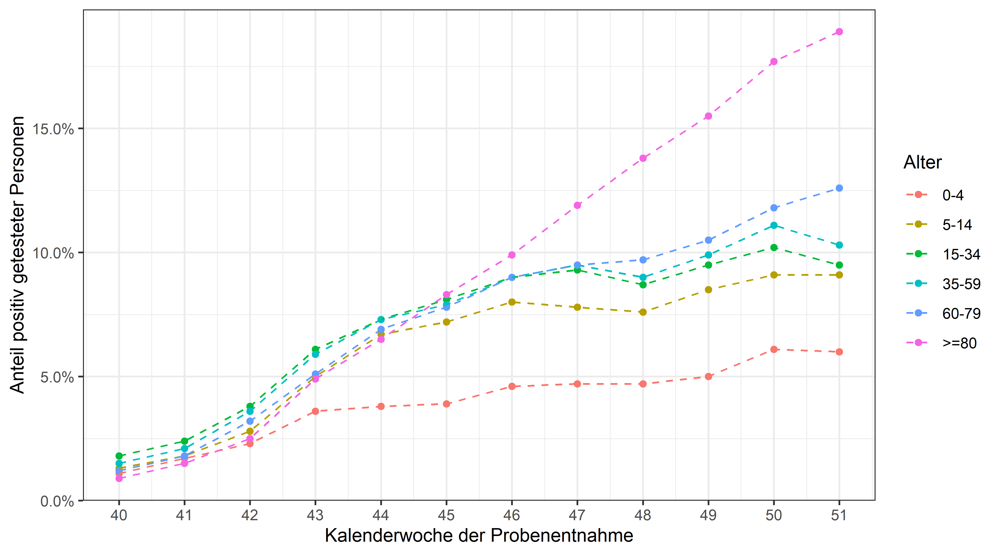 Anteil positiv getesteter Personen
15.0%
10.0%
5.0%
0.0%
40 41 42 43 44 45 46 47 48 49 50 51
Kalenderwoche der Probenentnahme
Alter
0-4
5-14
15-34
35-59
60-79
>=80